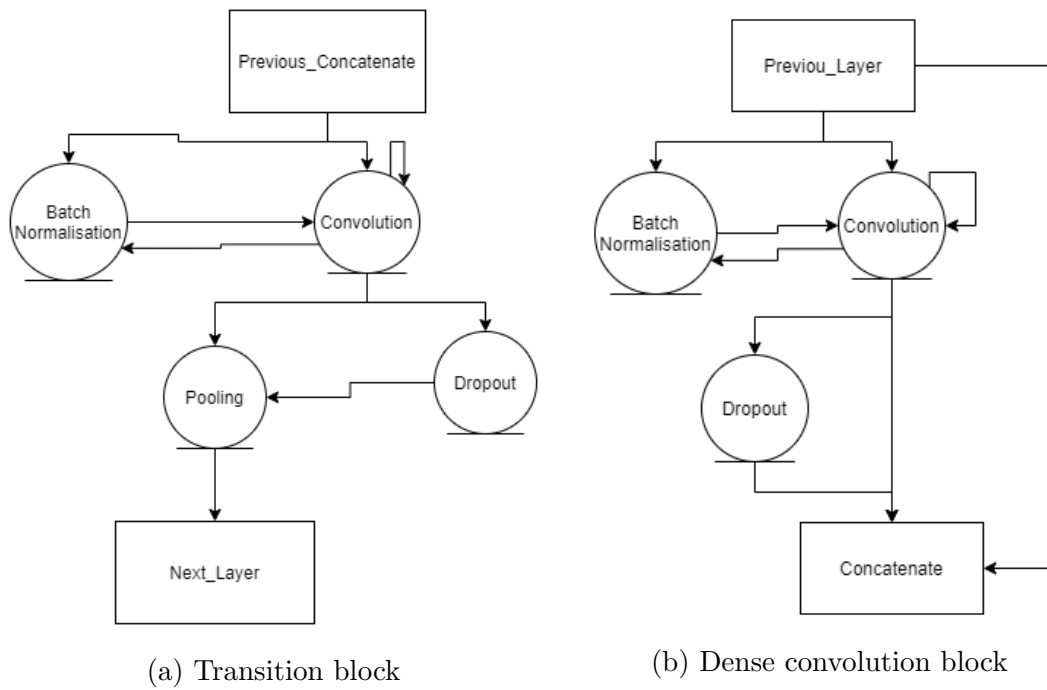 Previous_Concatenate
Batch
Normalisation
Convolution
Pooling
Dropout
Next_Layer
(a) Transition block
Previou_Layer
Batch
Normalisation
Convolution
Dropout
Concatenate
(b) Dense convolution block